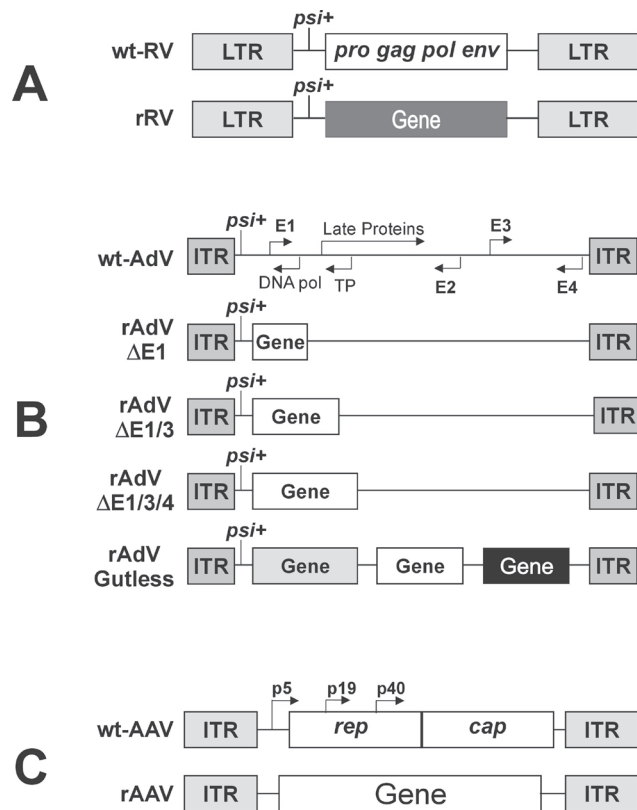 A
psi+
wt-RV LTR pro gag pol env LTR
psi+
rRV LTR Gene LTR
B
psi+ E1 Late Proteins E3
wt-AdV ITR ITR
DNA pol TP E2 E4
rAdV psi+
ΔE1 ITR Gene ITR
rAdV psi+
ΔE1/3 ITR Gene ITR
rAdV psi+
ΔE1/3/4 ITR Gene ITR
rAdV psi+
Gutless ITR Gene Gene Gene ITR
C
p5 p19 p40
wt-AAV ITR rep cap ITR
rAAV ITR Gene ITR